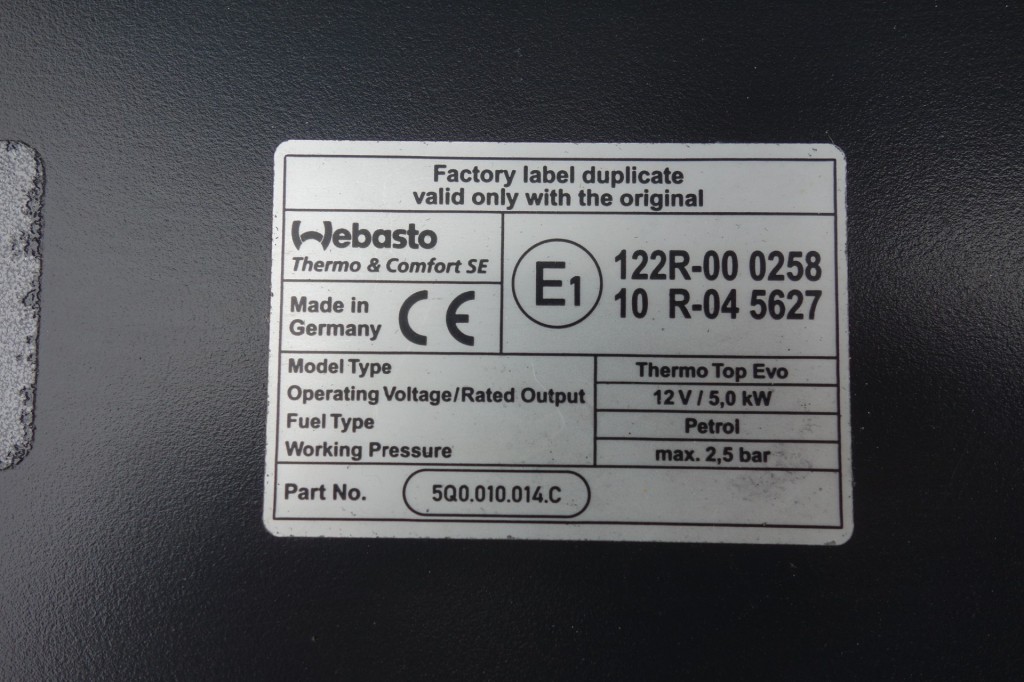 Factory label duplicate
valid only with the original
Webasto
Thermo & Comfort SE
Made in
Germany
CE
E1
122R-00 0258
10 R-04 5627
Model Type Thermo Top Evo
Operating Voltage/Rated Output 12 V / 5,0 kW
Fuel Type Petrol
Working Pressure max. 2,5 bar
Part No. 5Q0.010.014.C